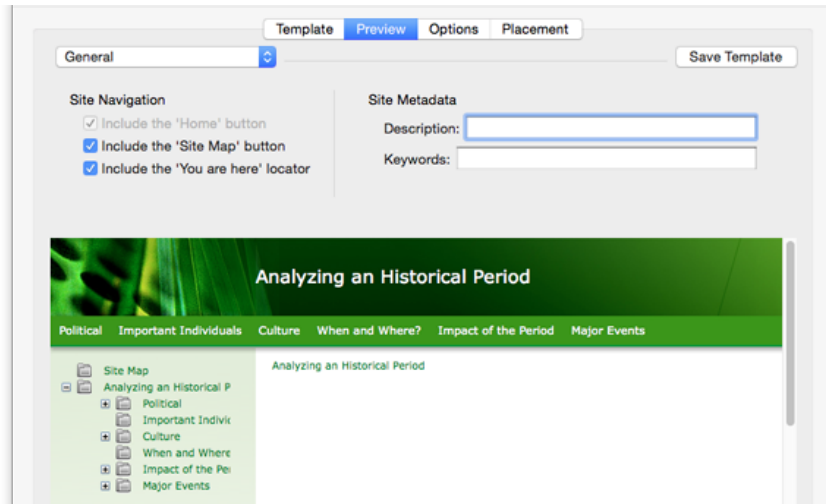 Template Preview Options Placement
General Save Template
Site Navigation
Include the 'Home' button
Include the 'Site Map' button
Include the 'You are here' locator
Site Metadata
Description:
Keywords:
Analyzing an Historical Period
Political Important Individuals Culture When and Where? Impact of the Period Major Events
Site Map
Analyzing an Historical P
Political
Important Indivic
Culture
When and Where
Impact of the Pe
Major Events
Analyzing an Historical Period